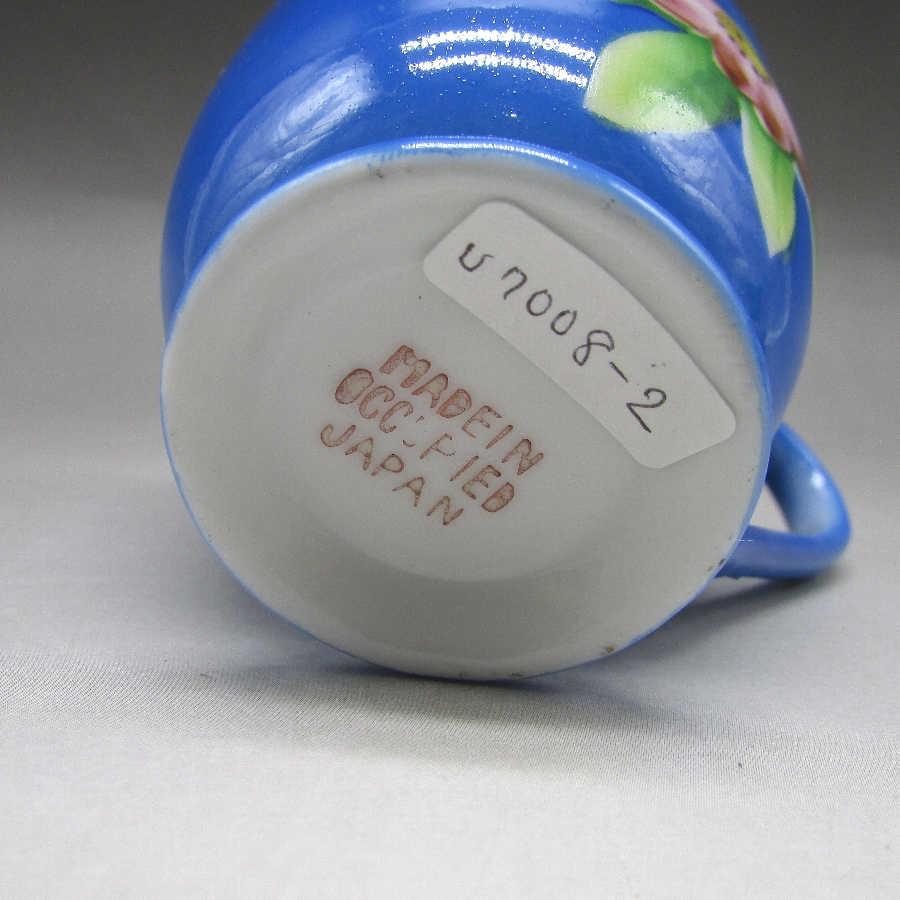 U7008-2
MADE IN
OCCUPIED
JAPAN